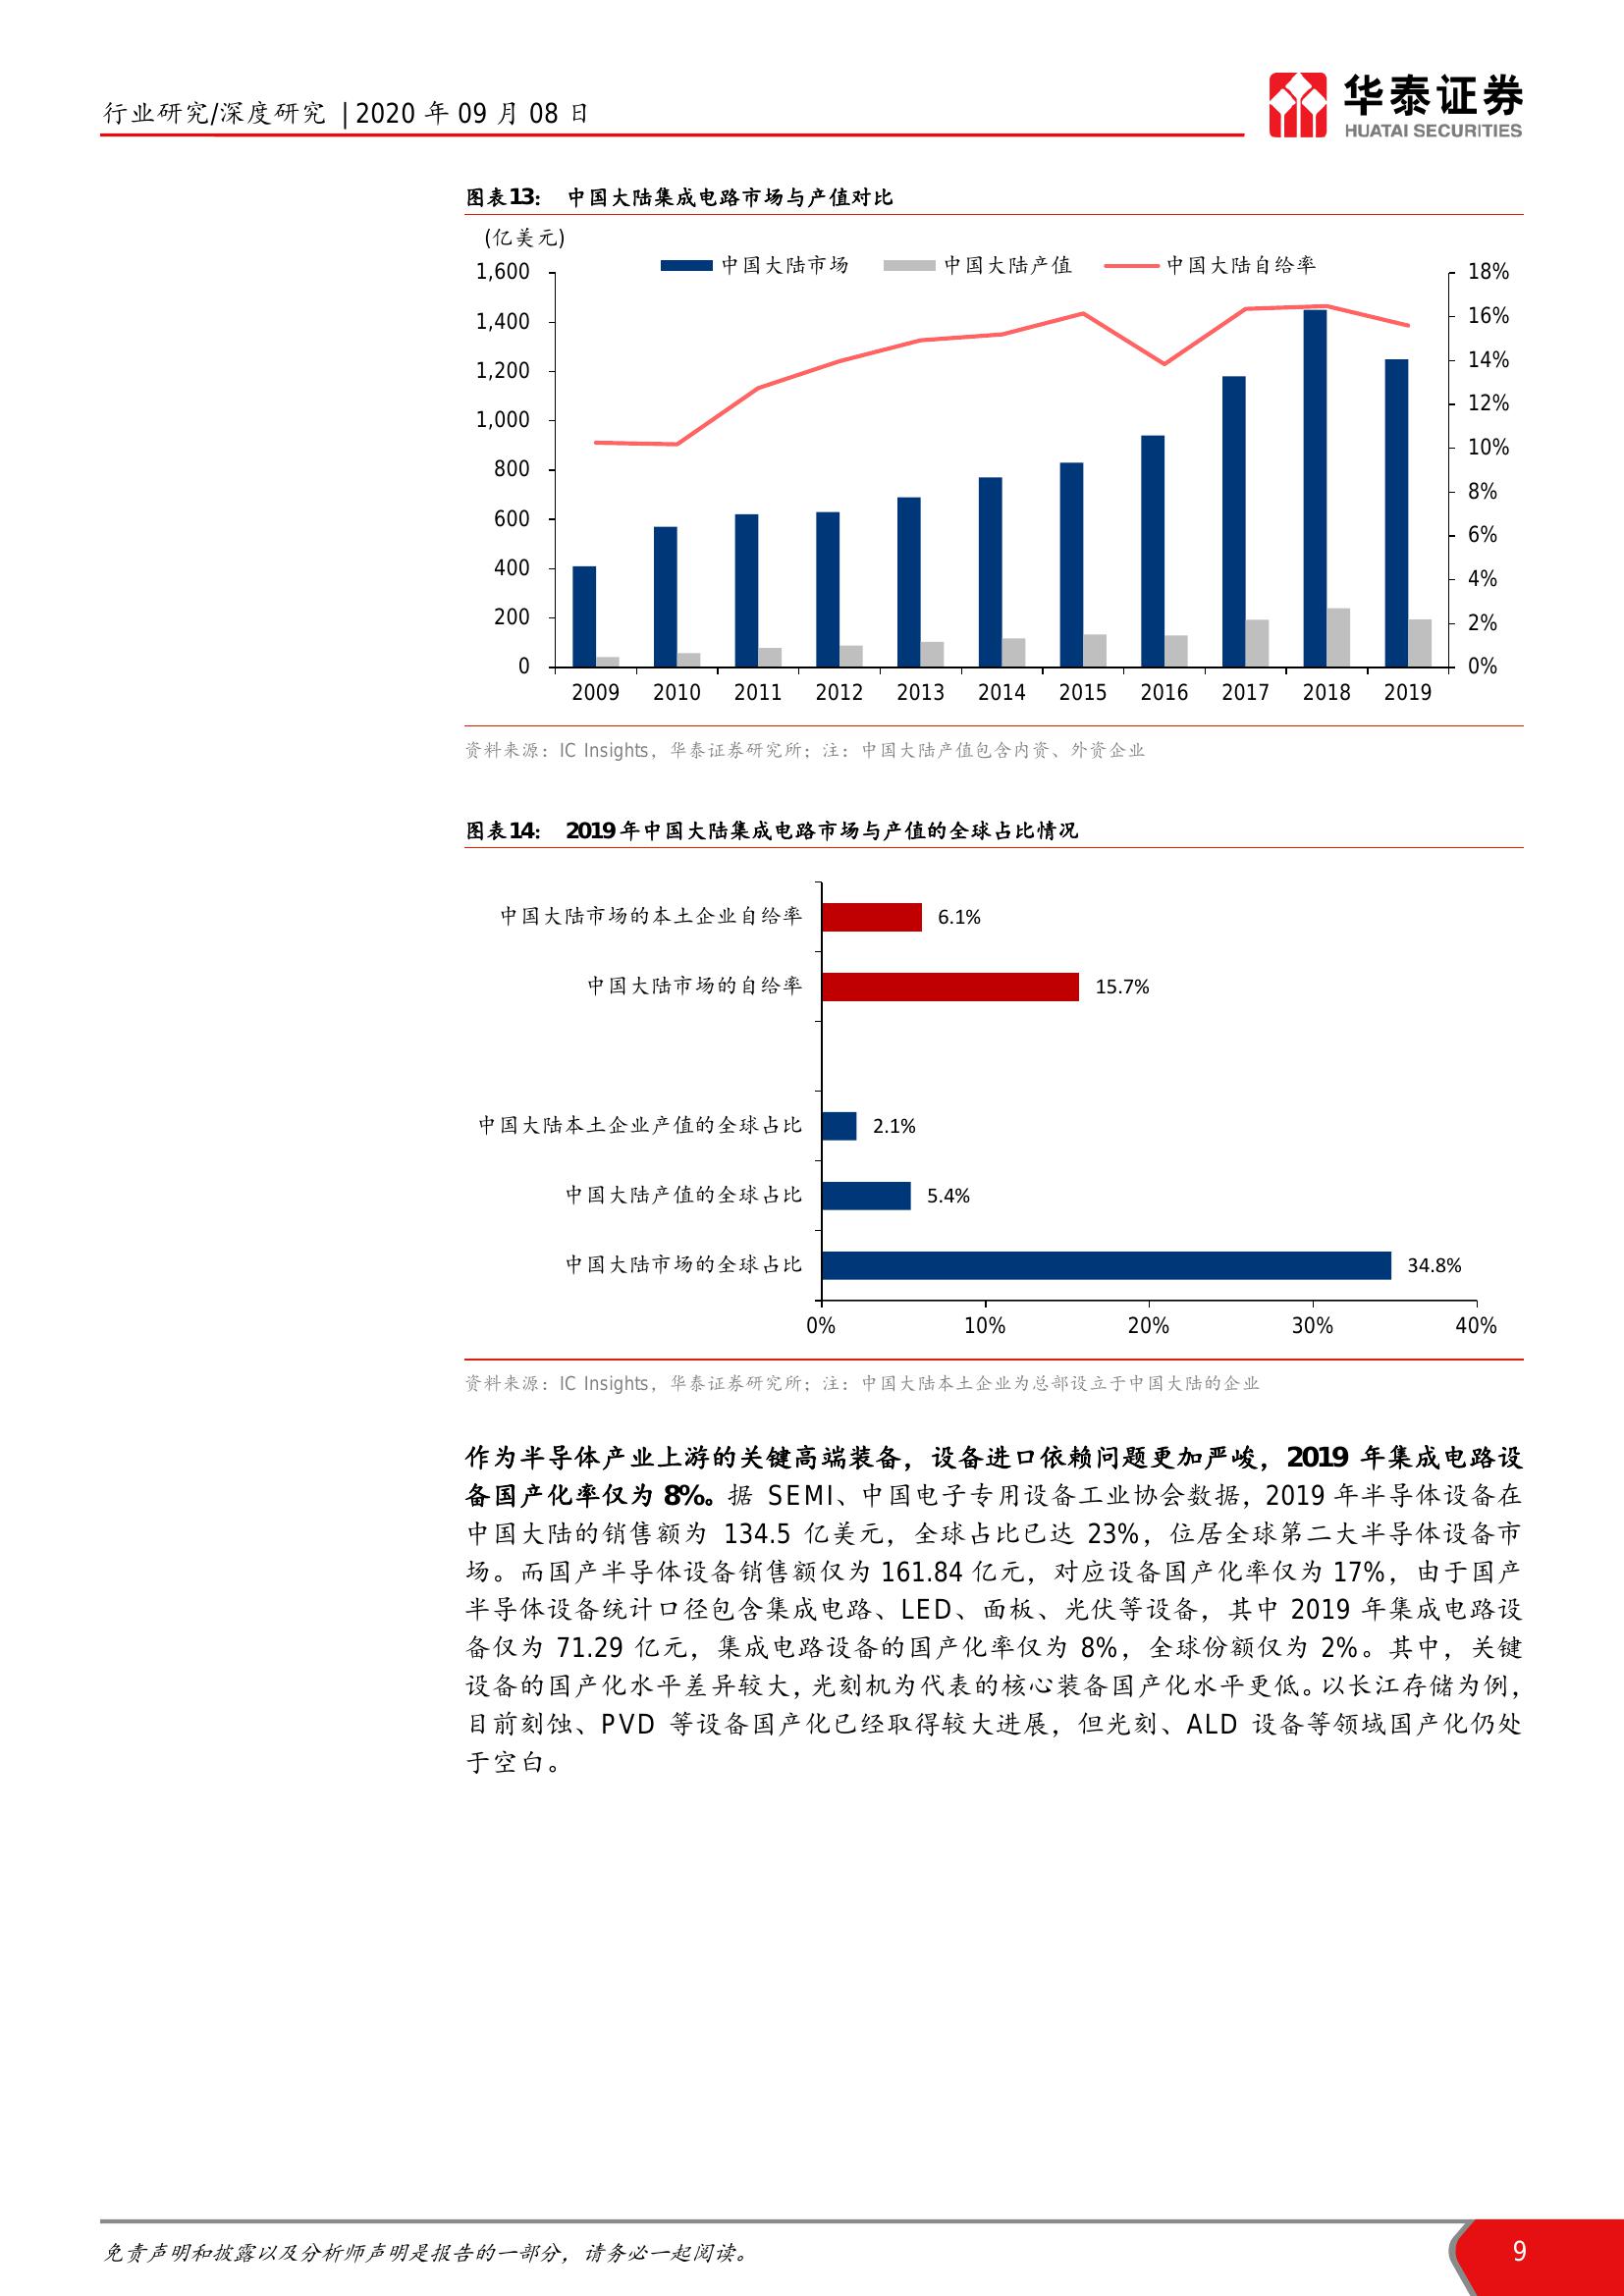 行业研究/深度研究 | 2020 年 09 月 08 日
华泰证券
HUATAI SECURITIES
图表13： 中国大陆集成电路市场与产值对比
(亿美元)
中国大陆市场 中国大陆产值 中国大陆自给率
1,600 18%
1,400 16%
1,200 14%
1,000 12%
800 10%
600 8%
400 6%
200 4%
0 2%
0%
2009 2010 2011 2012 2013 2014 2015 2016 2017 2018 2019
资料来源：IC Insights，华泰证券研究所；注：中国大陆产值包含内资、外资企业
图表14： 2019年中国大陆集成电路市场与产值的全球占比情况
中国大陆市场的本土企业自给率 6.1%
中国大陆市场的自给率 15.7%
中国大陆本土企业产值的全球占比 2.1%
中国大陆产值的全球占比 5.4%
中国大陆市场的全球占比 34.8%
0% 10% 20% 30% 40%
资料来源：IC Insights，华泰证券研究所；注：中国大陆本土企业为总部设立于中国大陆的企业
作为半导体产业上游的关键高端装备，设备进口依赖问题更加严峻，2019 年集成电路设
备国产化率仅为 8%。据 SEMI、中国电子专用设备工业协会数据，2019 年半导体设备在
中国大陆的销售额为 134.5 亿美元，全球占比已达 23%，位居全球第二大半导体设备市
场。而国产半导体设备销售额仅为 161.84 亿元，对应设备国产化率仅为 17%，由于国产
半导体设备统计口径包含集成电路、LED、面板、光伏等设备，其中 2019 年集成电路设
备仅为 71.29 亿元，集成电路设备的国产化率仅为 8%，全球份额仅为 2%。其中，关键
设备的国产化水平差异较大，光刻机为代表的核心装备国产化水平更低。以长江存储为例，
目前刻蚀、PVD 等设备国产化已经取得较大进展，但光刻、ALD 设备等领域国产化仍处
于空白。
免责声明和披露以及分析师声明是报告的一部分，请务必一起阅读。 9